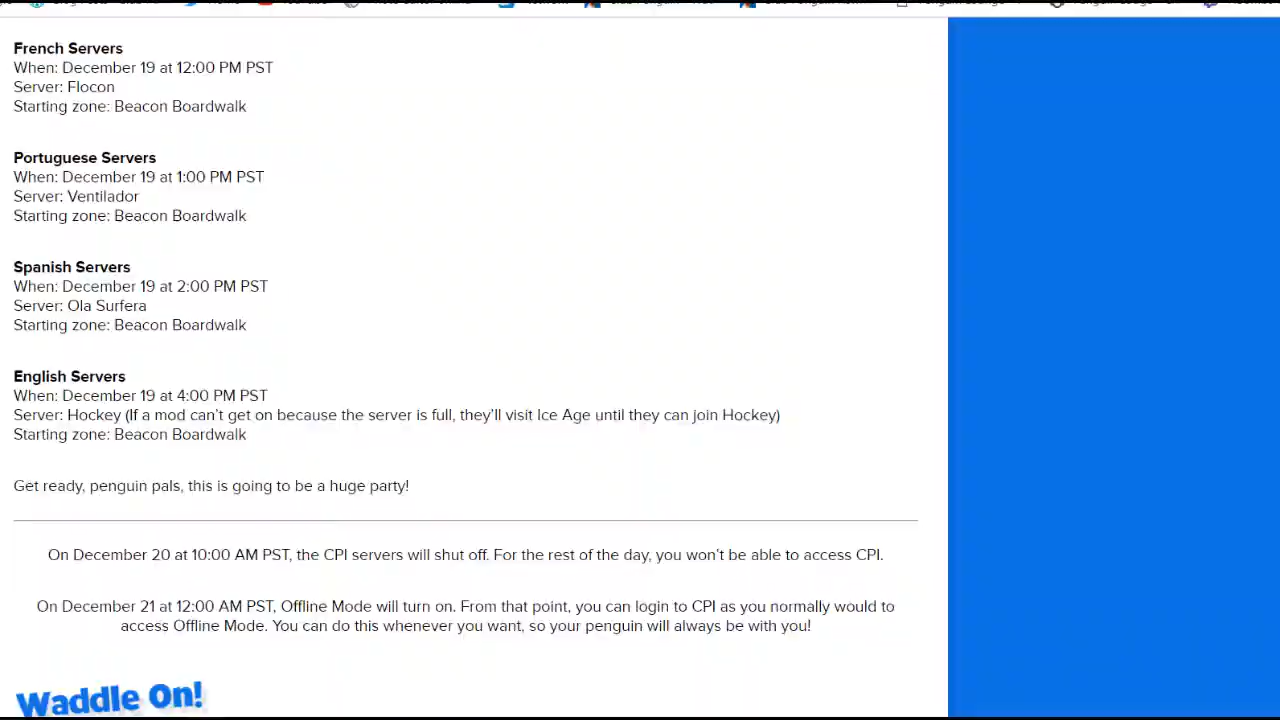 French Servers
When: December 19 at 12:00 PM PST
Server: Flocon
Starting zone: Beacon Boardwalk
Portuguese Servers
When: December 19 at 1:00 PM PST
Server: Ventilador
Starting zone: Beacon Boardwalk
Spanish Servers
When: December 19 at 2:00 PM PST
Server: Ola Surfera
Starting zone: Beacon Boardwalk
English Servers
When: December 19 at 4:00 PM PST
Server: Hockey (If a mod can’t get on because the server is full, they’ll visit Ice Age until they can join Hockey)
Starting zone: Beacon Boardwalk
Get ready, penguin pals, this is going to be a huge party!
On December 20 at 10:00 AM PST, the CPI servers will shut off. For the rest of the day, you won’t be able to access CPI.
On December 21 at 12:00 AM PST, Offline Mode will turn on. From that point, you can login to CPI as you normally would to
access Offline Mode. You can do this whenever you want, so your penguin will always be with you!
Waddle On!